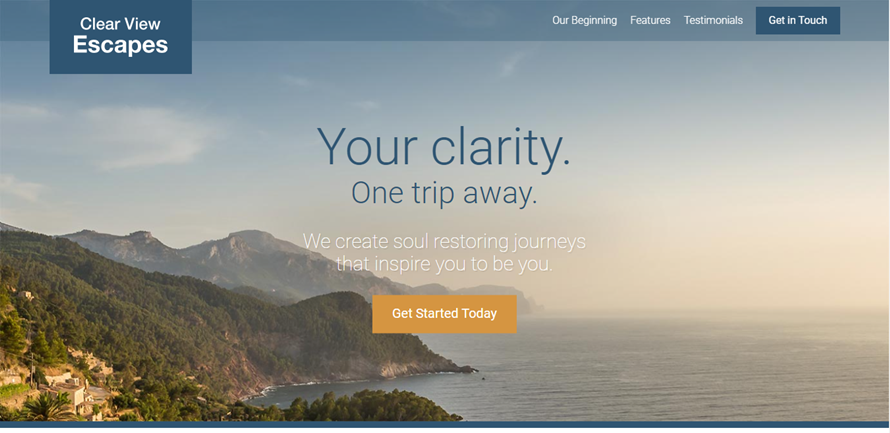 Clear View
Escapes
Our Beginning Features Testimonials Get in Touch
Your clarity.
One trip away.
We create soul restoring journeys
that inspire you to be you.
Get Started Today